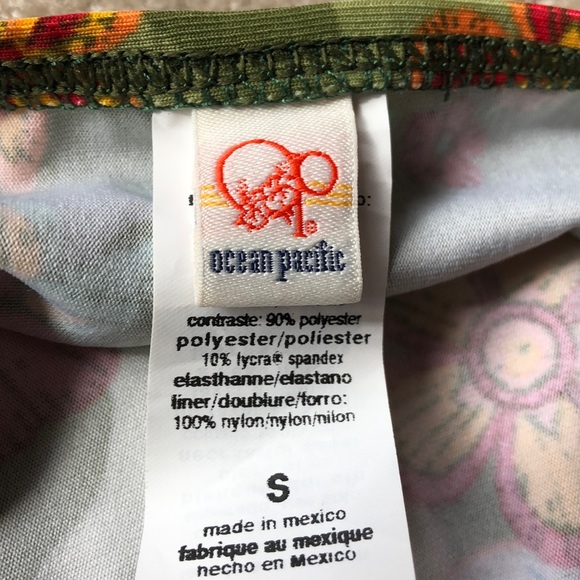 op
®
ocean pacific
o:
contraste: 90% polyester
polyester/poliester
10% lycra® spandex
elasthanne/elastano
liner/doublure/forro:
100% nylon/nylon/nilon
S
made in mexico
fabrique au mexique
hecho en Mexico